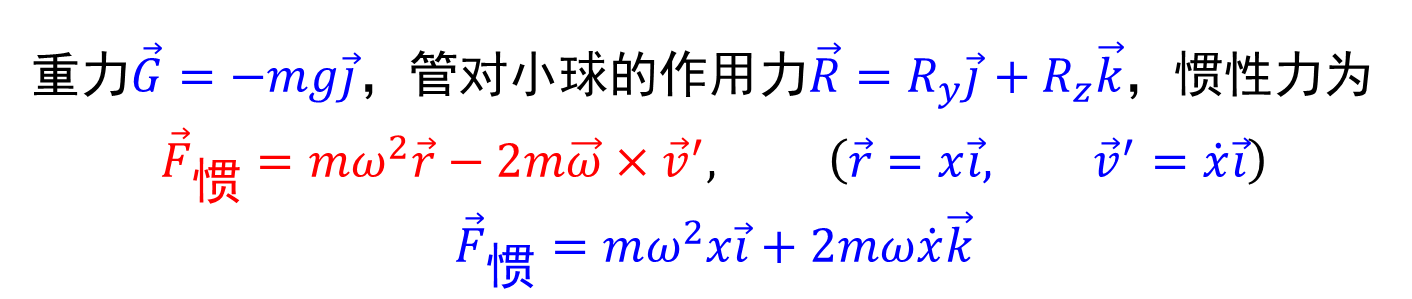 重力$\vec{G} = -mg\vec{j}$，管对小球的作用力$\vec{R} = R_y\vec{j} + R_z\vec{k}$，惯性力为
$\vec{F}_{惯} = m\omega^2\vec{r} - 2m\vec{\omega} \times \vec{v}'$, $(\vec{r} = x\vec{i}, \quad \vec{v}' = \dot{x}\vec{i})$
$\vec{F}_{惯} = m\omega^2 x\vec{i} + 2m\omega\dot{x}\vec{k}$